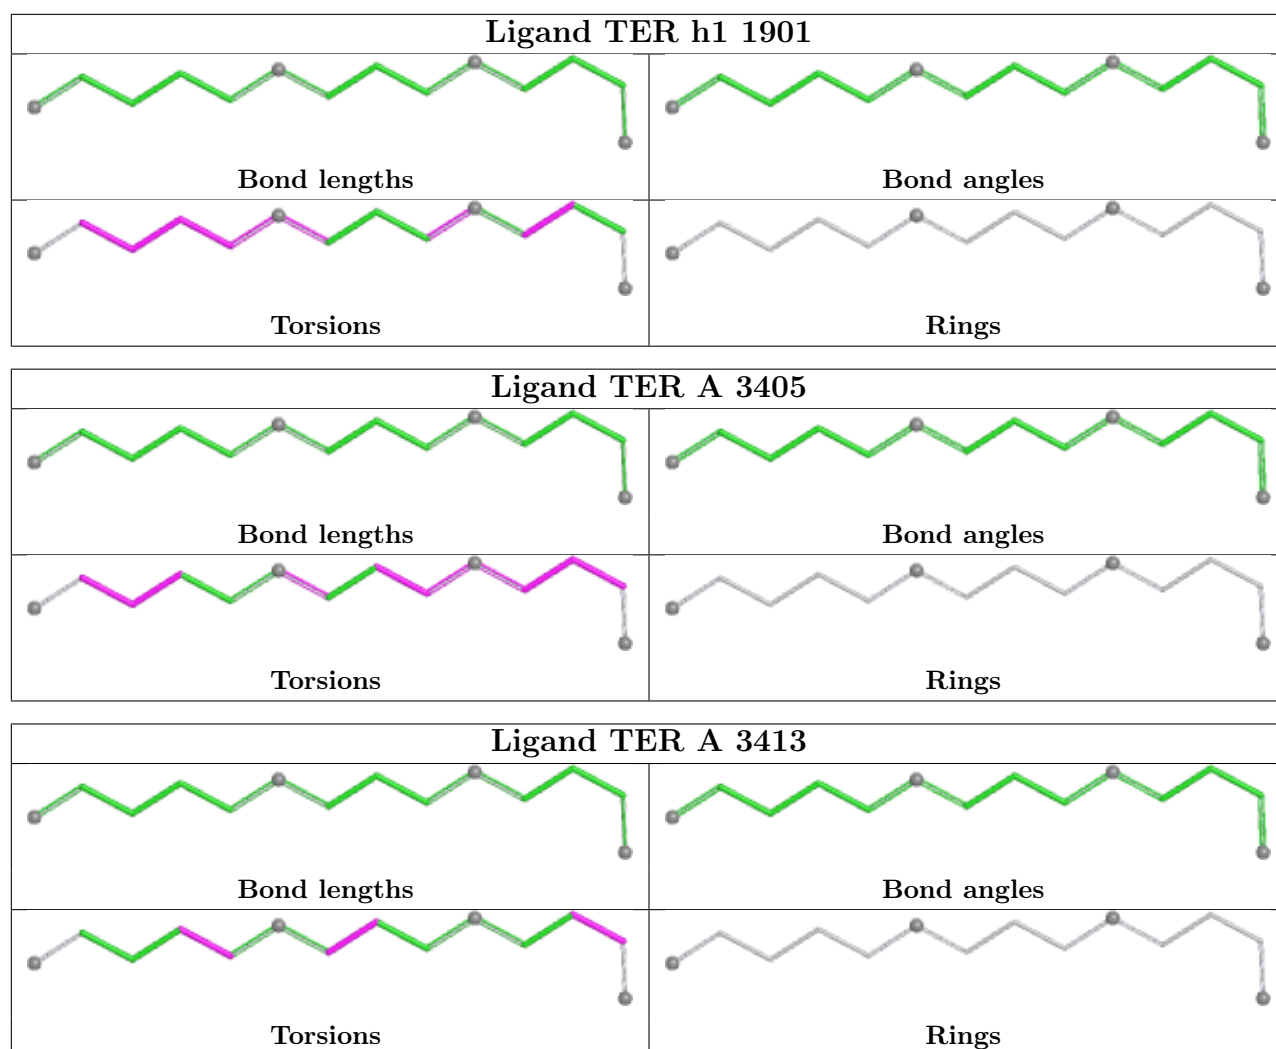 Ligand TER h1 1901
Bond lengths
Bond angles
Torsions
Rings
Ligand TER A 3405
Bond lengths
Bond angles
Torsions
Rings
Ligand TER A 3413
Bond lengths
Bond angles
Torsions
Rings